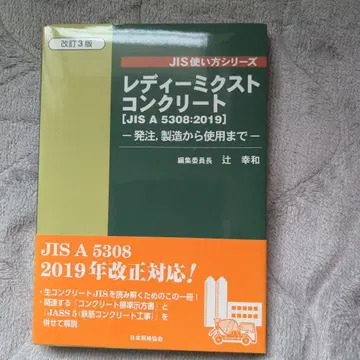 改訂3版
JIS使い方シリーズ
レディーミクスト
コンクリート
[JIS A 5308:2019]
－発注,製造から使用まで－
編集委員長 辻 幸和
JIS A 5308
2019年改正対応!
・生コンクリートJISを読み解くためのこの一冊!
・関連する「コンクリート標準示方書」と
「JASS 5(鉄筋コンクリート工事)」を
併せて解説
日本規格協会